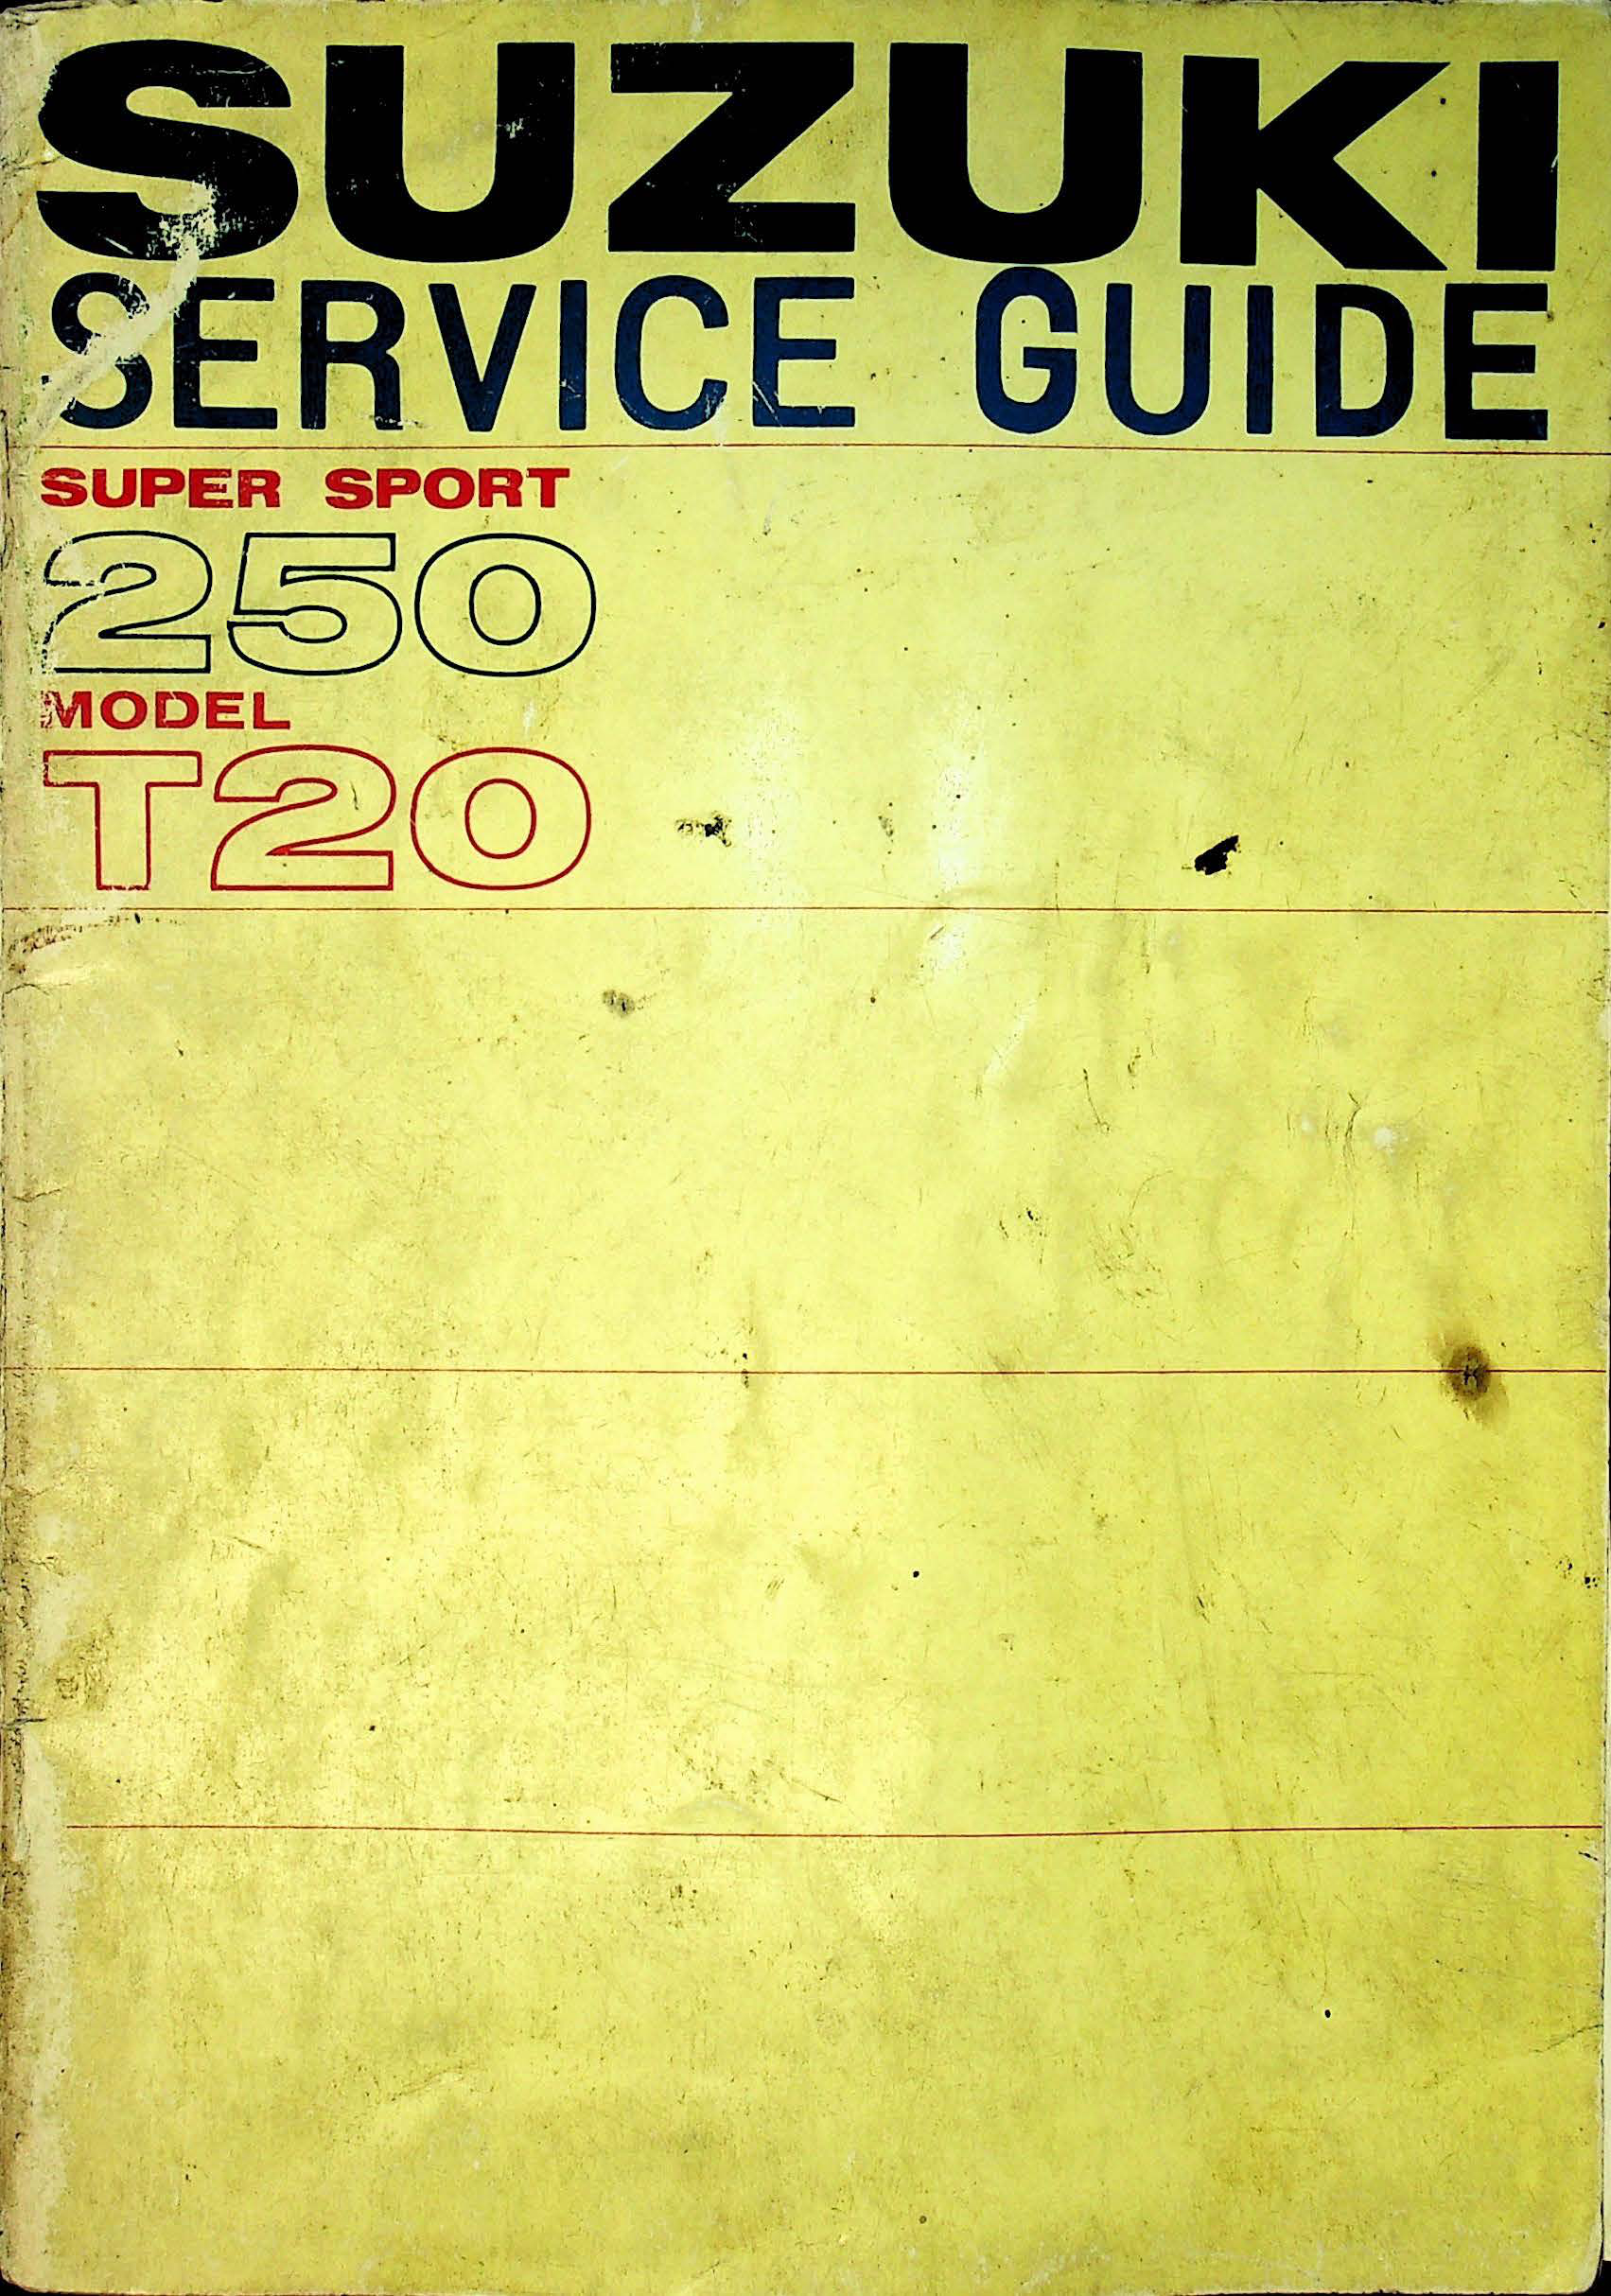 SUZUKI
SERVICE GUIDE
SUPER SPORT
250
MODEL
T20